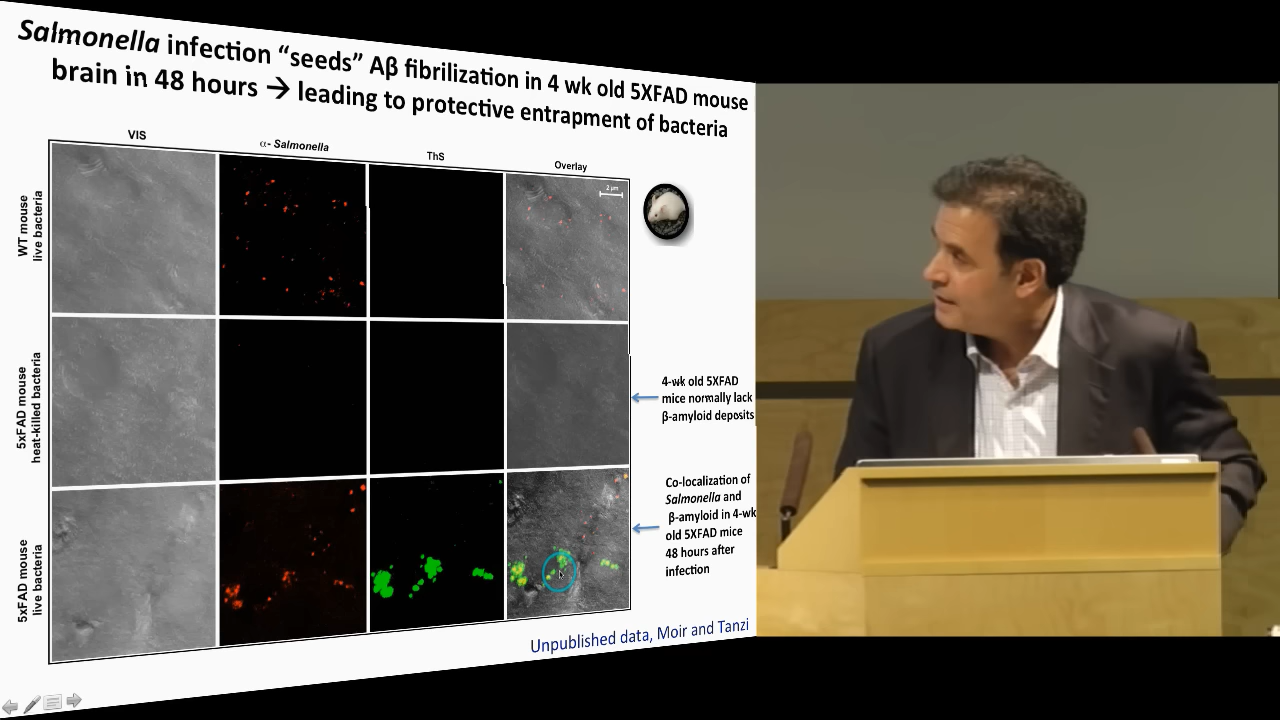 Salmonella infection “seeds” Aβ fibrilization in 4 wk old 5XFAD mouse
brain in 48 hours → leading to protective entrapment of bacteria
VIS
α- Salmonella
ThS
Overlay
2 μm
WT mouse
live bacteria
5xFAD mouse
heat-killed bacteria
4-wk old 5XFAD
mice normally lack
β-amyloid deposits
5xFAD mouse
live bacteria
Co-localization of
Salmonella and
β-amyloid in 4-wk
old 5XFAD mice
48 hours after
infection
Unpublished data, Moir and Tanzi